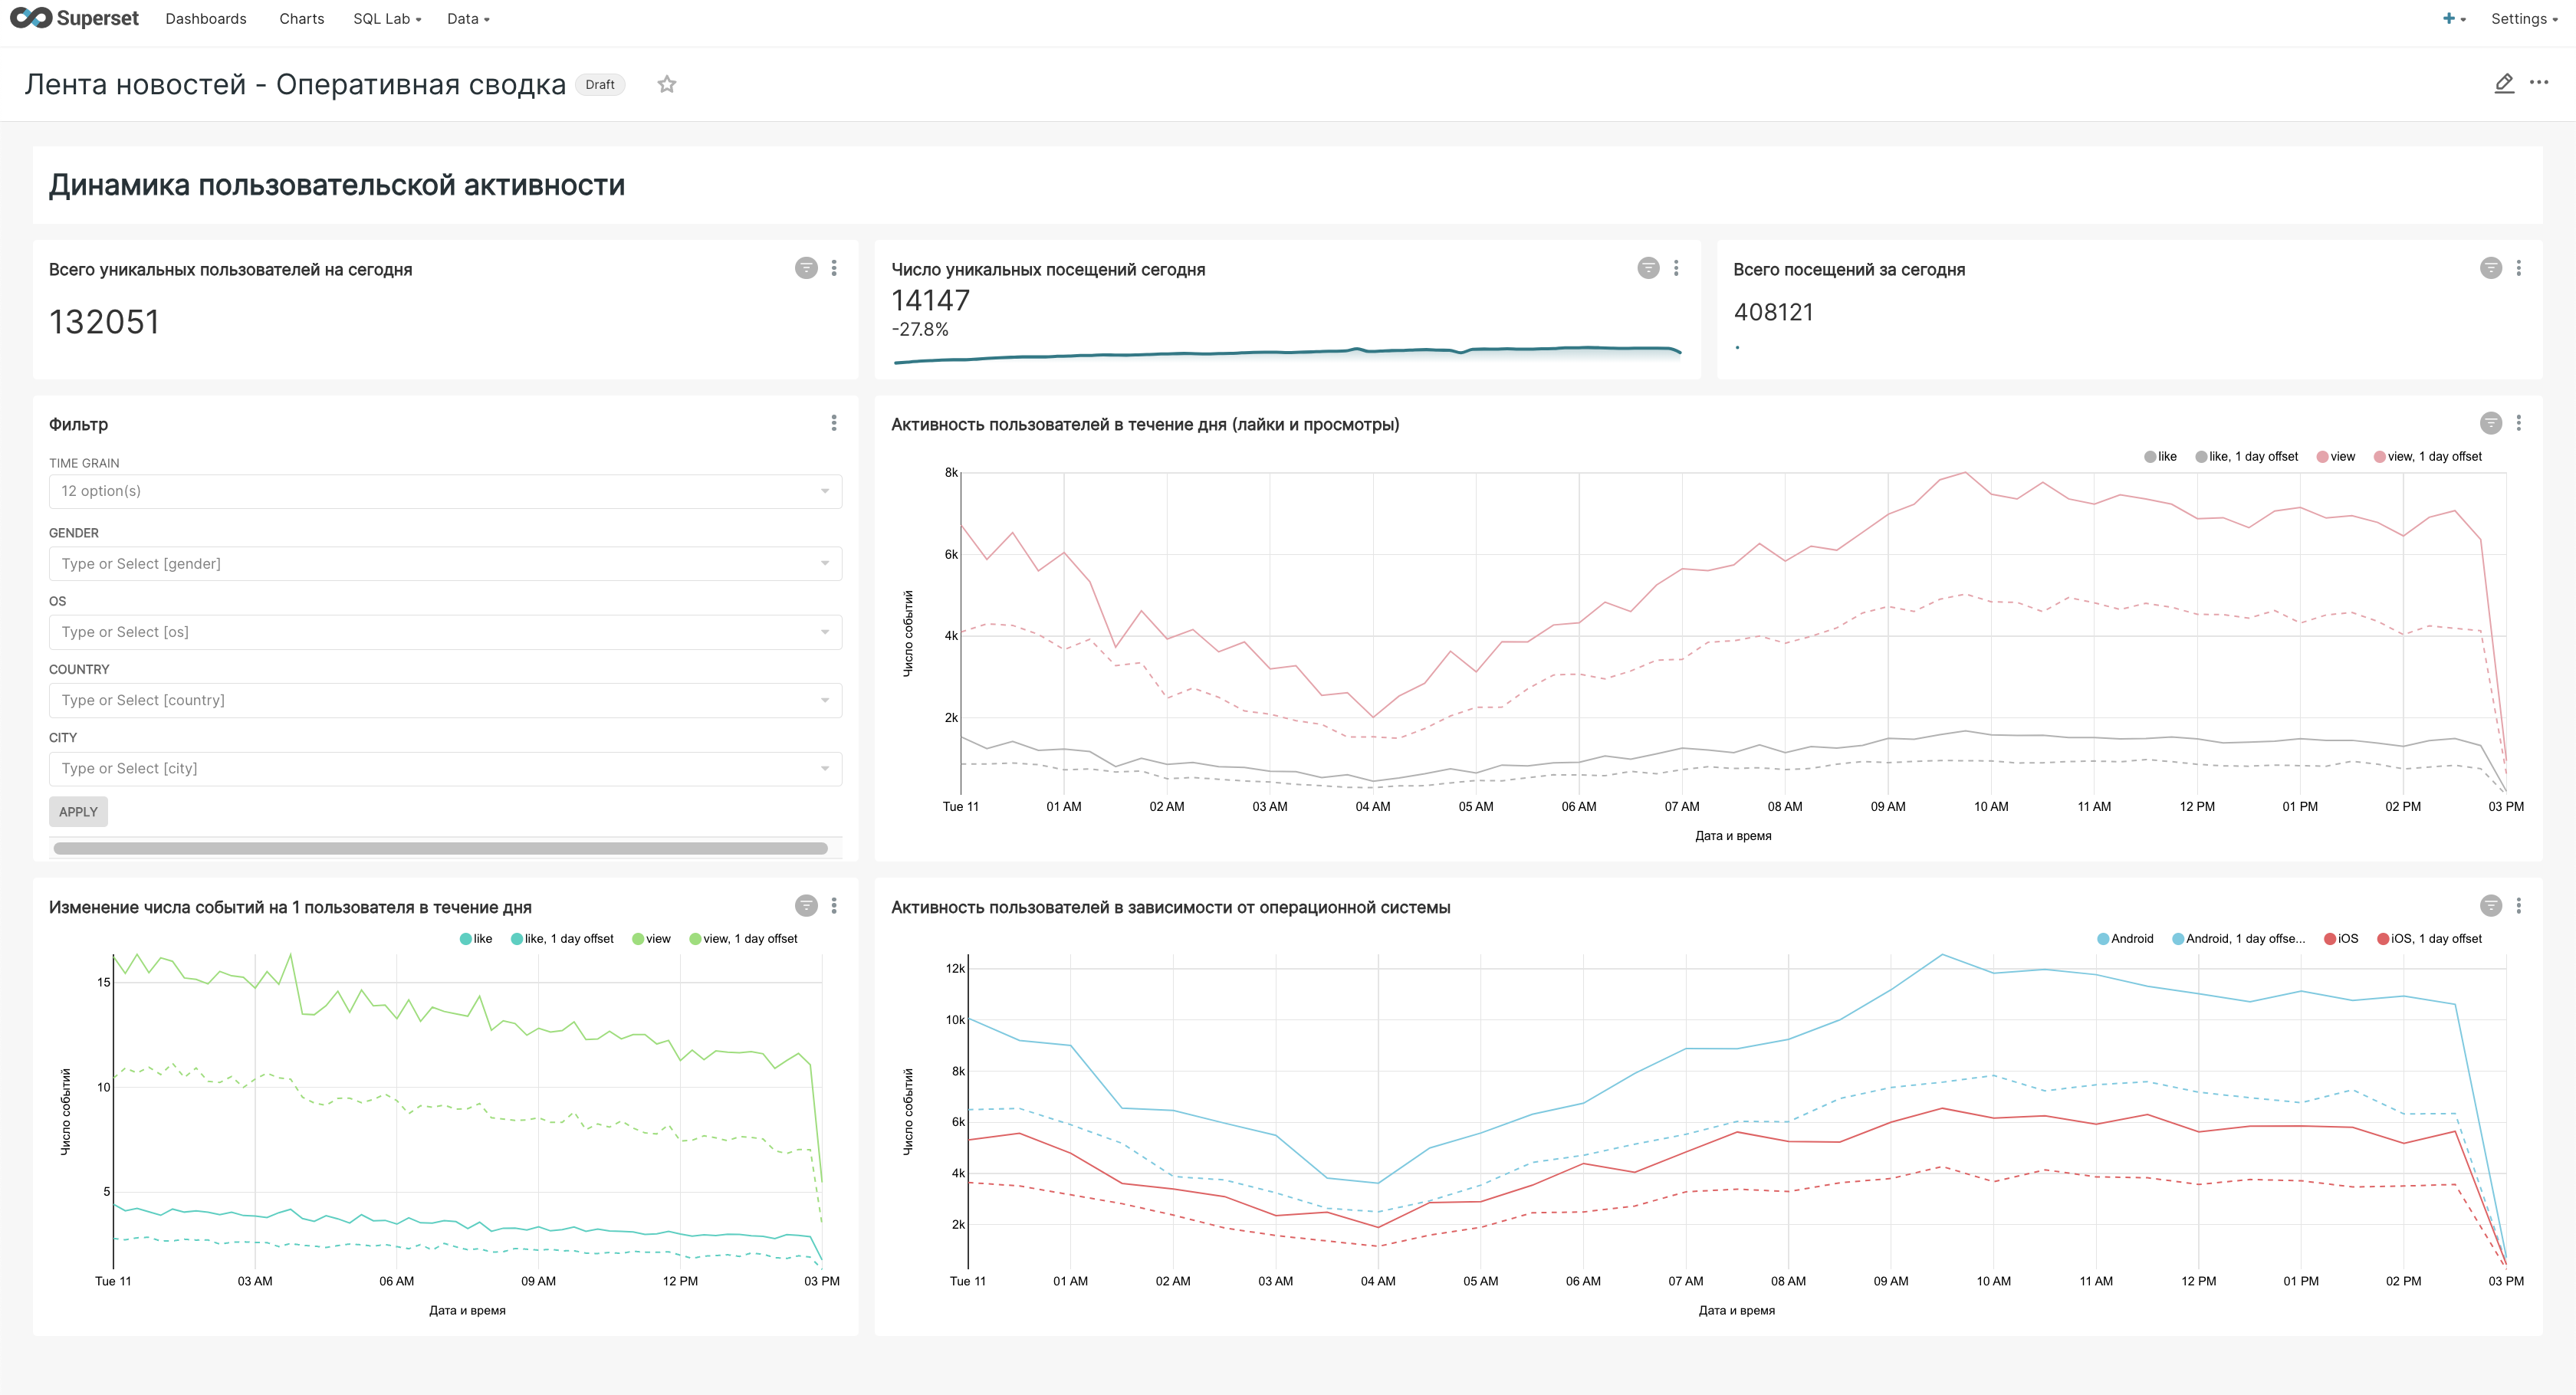 Superset Dashboards Charts SQL Lab Data Settings
Лента новостей - Оперативная сводка Draft
Динамика пользовательской активности
Всего уникальных пользователей на сегодня
132051
Число уникальных посещений сегодня
14147
-27.8%
Всего посещений за сегодня
408121
Фильтр
TIME GRAIN
12 option(s)
GENDER
Type or Select [gender]
OS
Type or Select [os]
COUNTRY
Type or Select [country]
CITY
Type or Select [city]
APPLY
Активность пользователей в течение дня (лайки и просмотры)
like like, 1 day offset view view, 1 day offset
8k
6k
4k
2k
Число событий
Tue 11 01 AM 02 AM 03 AM 04 AM 05 AM 06 AM 07 AM 08 AM 09 AM 10 AM 11 AM 12 PM 01 PM 02 PM 03 PM
Дата и время
Изменение числа событий на 1 пользователя в течение дня
like like, 1 day offset view view, 1 day offset
15
10
5
Число событий
Tue 11 03 AM 06 AM 09 AM 12 PM 03 PM
Дата и время
Активность пользователей в зависимости от операционной системы
Android Android, 1 day offse... iOS iOS, 1 day offset
12k
10k
8k
6k
4k
2k
Число событий
Tue 11 01 AM 02 AM 03 AM 04 AM 05 AM 06 AM 07 AM 08 AM 09 AM 10 AM 11 AM 12 PM 01 PM 02 PM 03 PM
Дата и время